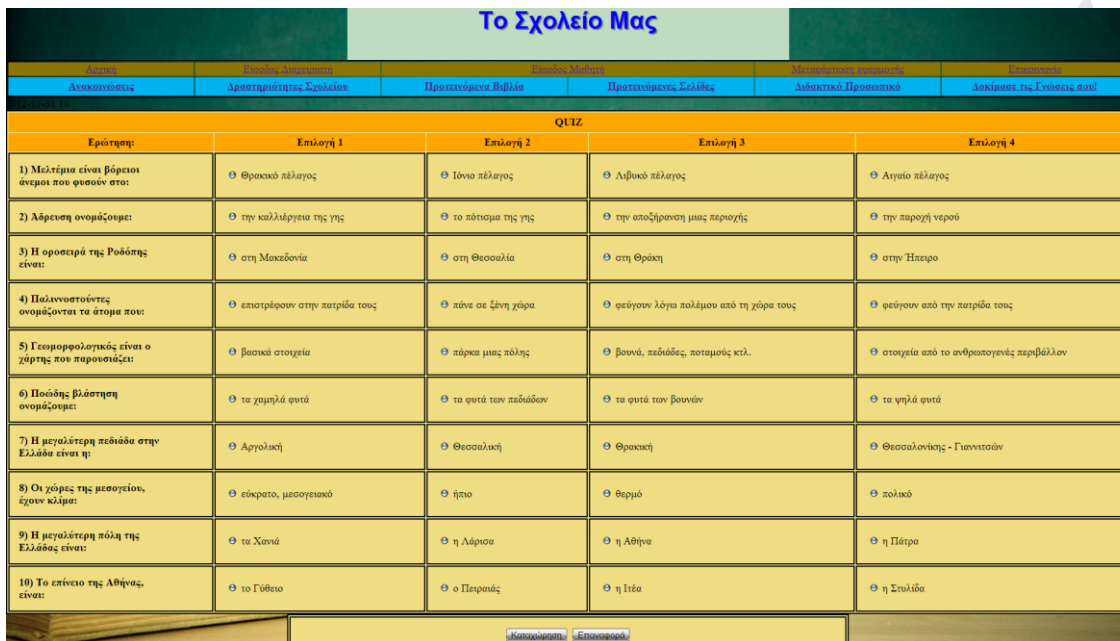 Το Σχολείο Μας
Αρχική Είσοδος Διαχειριστή Είσοδος Μαθητή Μεταφόρτωση εφαρμογής Επικοινωνία
Ανακοινώσεις Δραστηριότητες Σχολείου Προτεινόμενα Βιβλία Προτεινόμενες Σελίδες Διδακτικό Προσωπικό Δοκίμασε τις Γνώσεις σου!
QUIZ
Ερώτηση: Επιλογή 1 Επιλογή 2 Επιλογή 3 Επιλογή 4
1) Μελτέμια είναι βόρειοι
άνεμοι που φυσούν στο:
Θρακικό πέλαγος Ιόνιο πέλαγος Λιβυκό πέλαγος Αιγαίο πέλαγος
2) Άδρευση ονομάζουμε: την καλλιέργεια της γης το πότισμα της γης την αποξήρανση μιας περιοχής την παροχή νερού
3) Η οροσειρά της Ροδόπης
είναι:
στη Μακεδονία στη Θεσσαλία στη Θράκη στην Ήπειρο
4) Παλιννοστούντες
ονομάζονται τα άτομα που:
επιστρέφουν στην πατρίδα τους πάνε σε ξένη χώρα φεύγουν λόγω πολέμου από τη χώρα τους φεύγουν από την πατρίδα τους
5) Γεωμορφολογικός είναι ο
χάρτης που παρουσιάζει:
βασικά στοιχεία πάρκα μιας πόλης βουνά, πεδιάδες, ποταμούς κτλ. στοιχεία από το ανθρωπογενές περιβάλλον
6) Ποώδης βλάστηση
ονομάζουμε:
τα χαμηλά φυτά τα φυτά των πεδιάδων τα φυτά των βουνών τα ψηλά φυτά
7) Η μεγαλύτερη πεδιάδα στην
Ελλάδα είναι η:
Αργολική Θεσσαλική Θρακική Θεσσαλονίκης - Γιαννιτσών
8) Οι χώρες της μεσογείου,
έχουν κλίμα:
εύκρατο, μεσογειακό ήπιο θερμό πολικό
9) Η μεγαλύτερη πόλη της
Ελλάδας είναι:
τα Χανιά η Λάρισα η Αθήνα η Πάτρα
10) Το επίνειο της Αθήνας,
είναι:
το Γύθειο ο Πειραιάς η Ιτέα η Στυλίδα
Καταχώρηση Επαναφορά